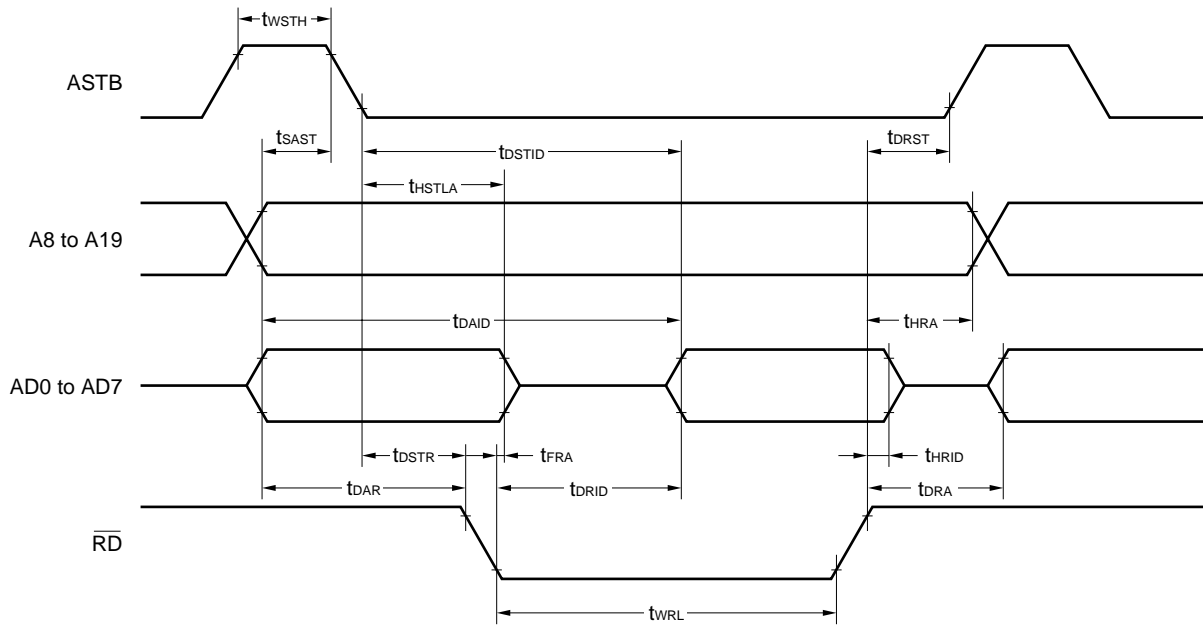 tWSTH
ASTB
tSAST
tDSTID
tDRST
tHSTLA
A8 to A19
tDAID
tHRA
AD0 to AD7
tDSTR
tFRA
tHRID
tDAR
tDRID
tDRA
RD
tWRL